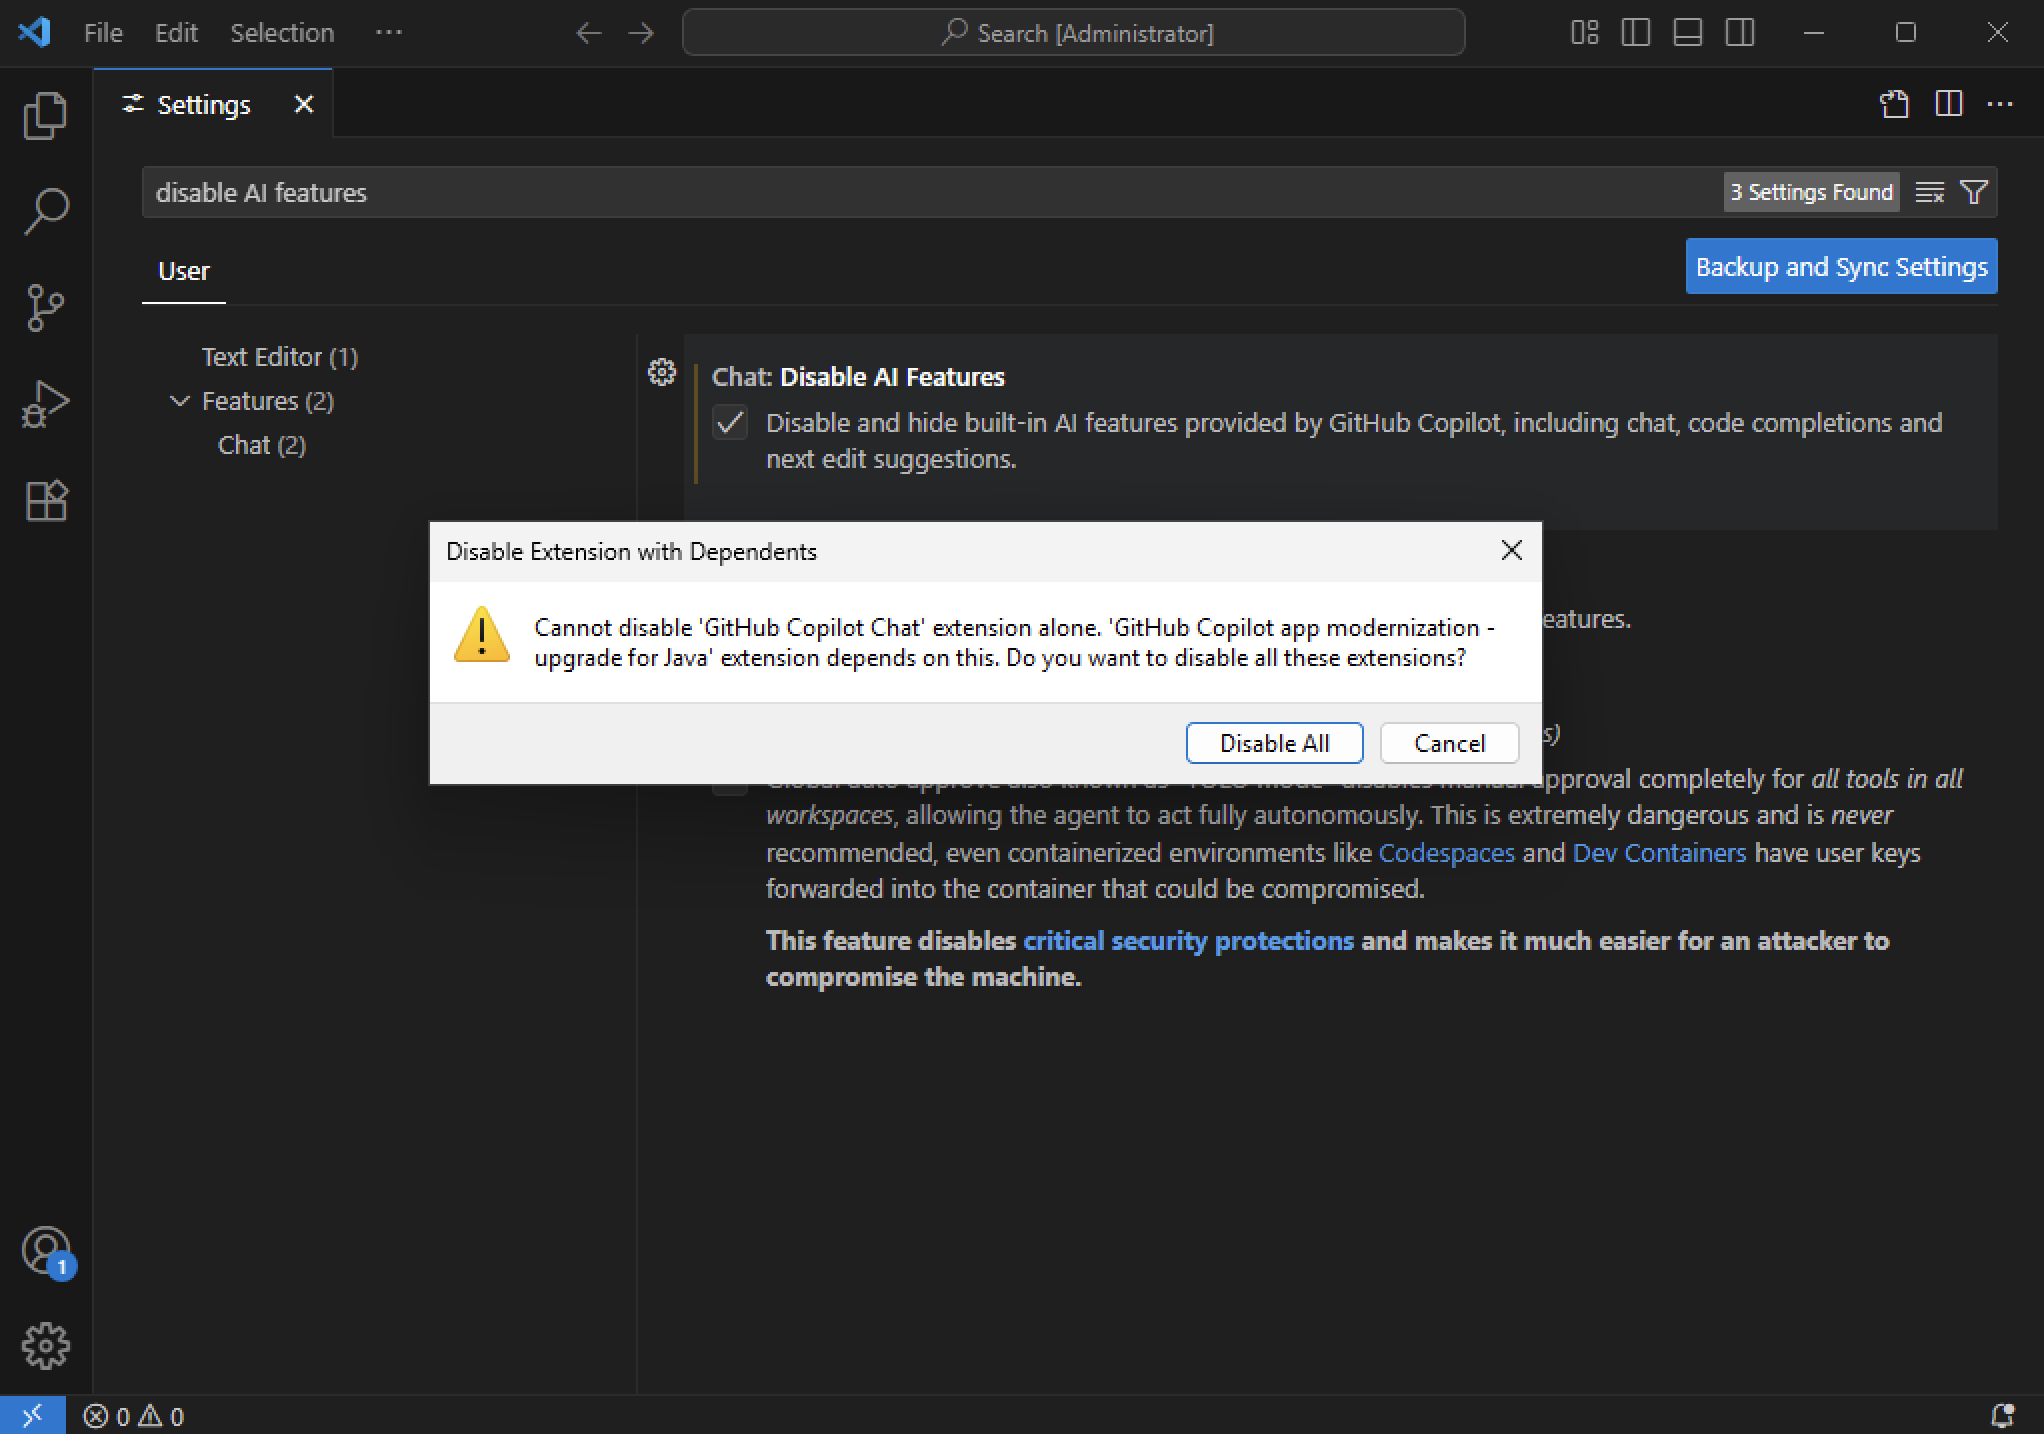 File Edit Selection ···
Search [Administrator]
Settings
disable AI features
3 Settings Found
User
Backup and Sync Settings
Text Editor (1)
Features (2)
Chat (2)
Chat: Disable AI Features
Disable and hide built-in AI features provided by GitHub Copilot, including chat, code completions and
next edit suggestions.
Disable Extension with Dependents
Cannot disable 'GitHub Copilot Chat' extension alone. 'GitHub Copilot app modernization -
upgrade for Java' extension depends on this. Do you want to disable all these extensions?
Disable All
Cancel
eatures.
s)
approval completely for all tools in all
workspaces, allowing the agent to act fully autonomously. This is extremely dangerous and is never
recommended, even containerized environments like Codespaces and Dev Containers have user keys
forwarded into the container that could be compromised.
This feature disables critical security protections and makes it much easier for an attacker to
compromise the machine.
1
0 0